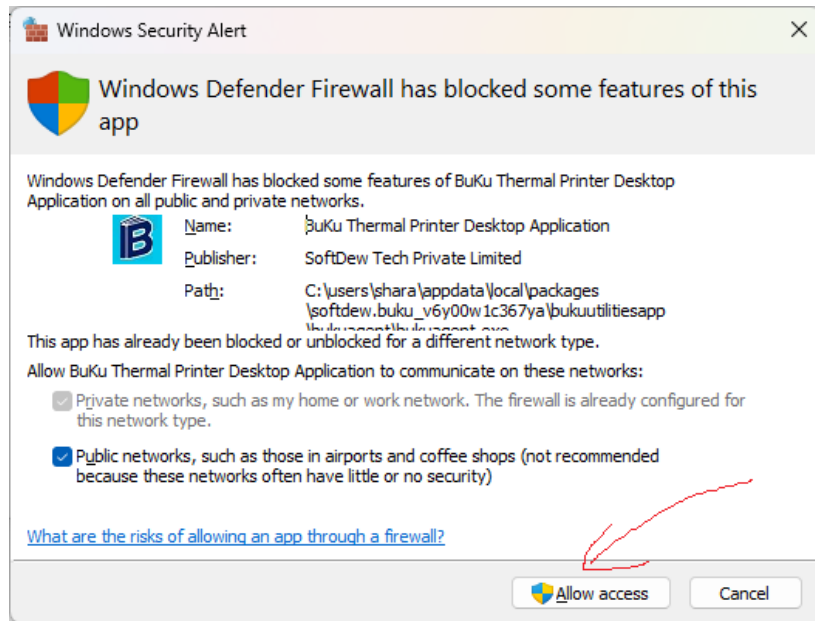 Windows Security Alert
Windows Defender Firewall has blocked some features of this
app
Windows Defender Firewall has blocked some features of BuKu Thermal Printer Desktop
Application on all public and private networks.
Name: BuKu Thermal Printer Desktop Application
Publisher: SoftDew Tech Private Limited
Path: C:\users\shara\appdata\local\packages
\softdew.buku_v6y00w1c367ya\bukuutilitiesapp
\bukuagent\bukuagent.exe
This app has already been blocked or unblocked for a different network type.
Allow BuKu Thermal Printer Desktop Application to communicate on these networks:
Private networks, such as my home or work network. The firewall is already configured for
this network type.
Public networks, such as those in airports and coffee shops (not recommended
because these networks often have little or no security)
What are the risks of allowing an app through a firewall?
Allow access Cancel